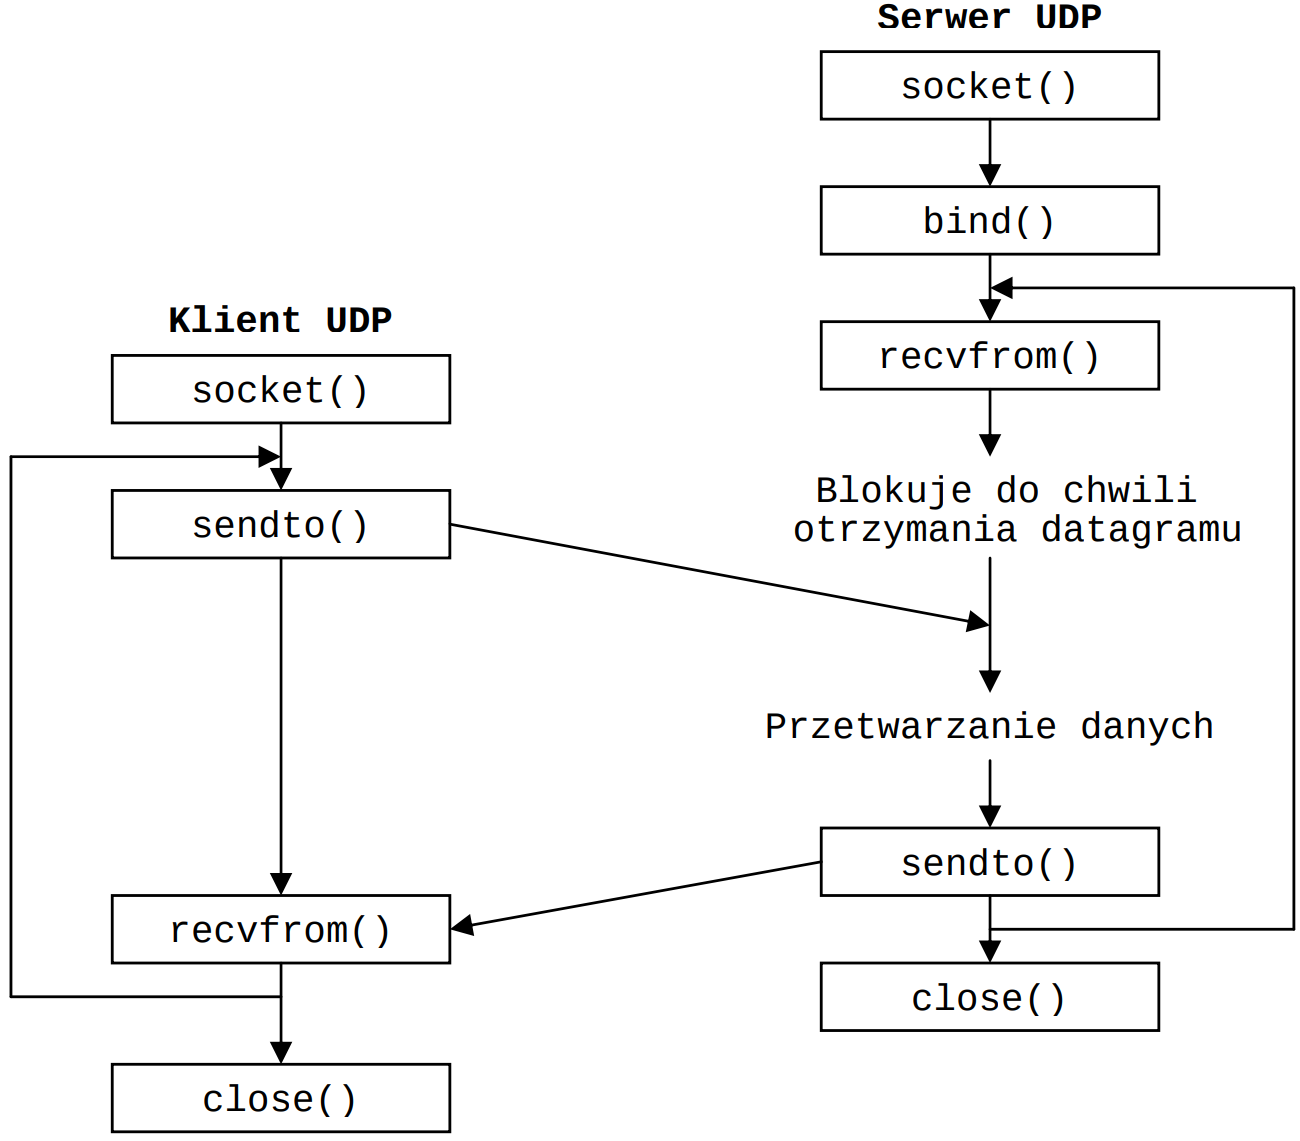 Serwer UDP
socket()
bind()
recvfrom()
Blokuje do chwili
otrzymania datagramu
Przetwarzanie danych
sendto()
close()
Klient UDP
socket()
sendto()
recvfrom()
close()